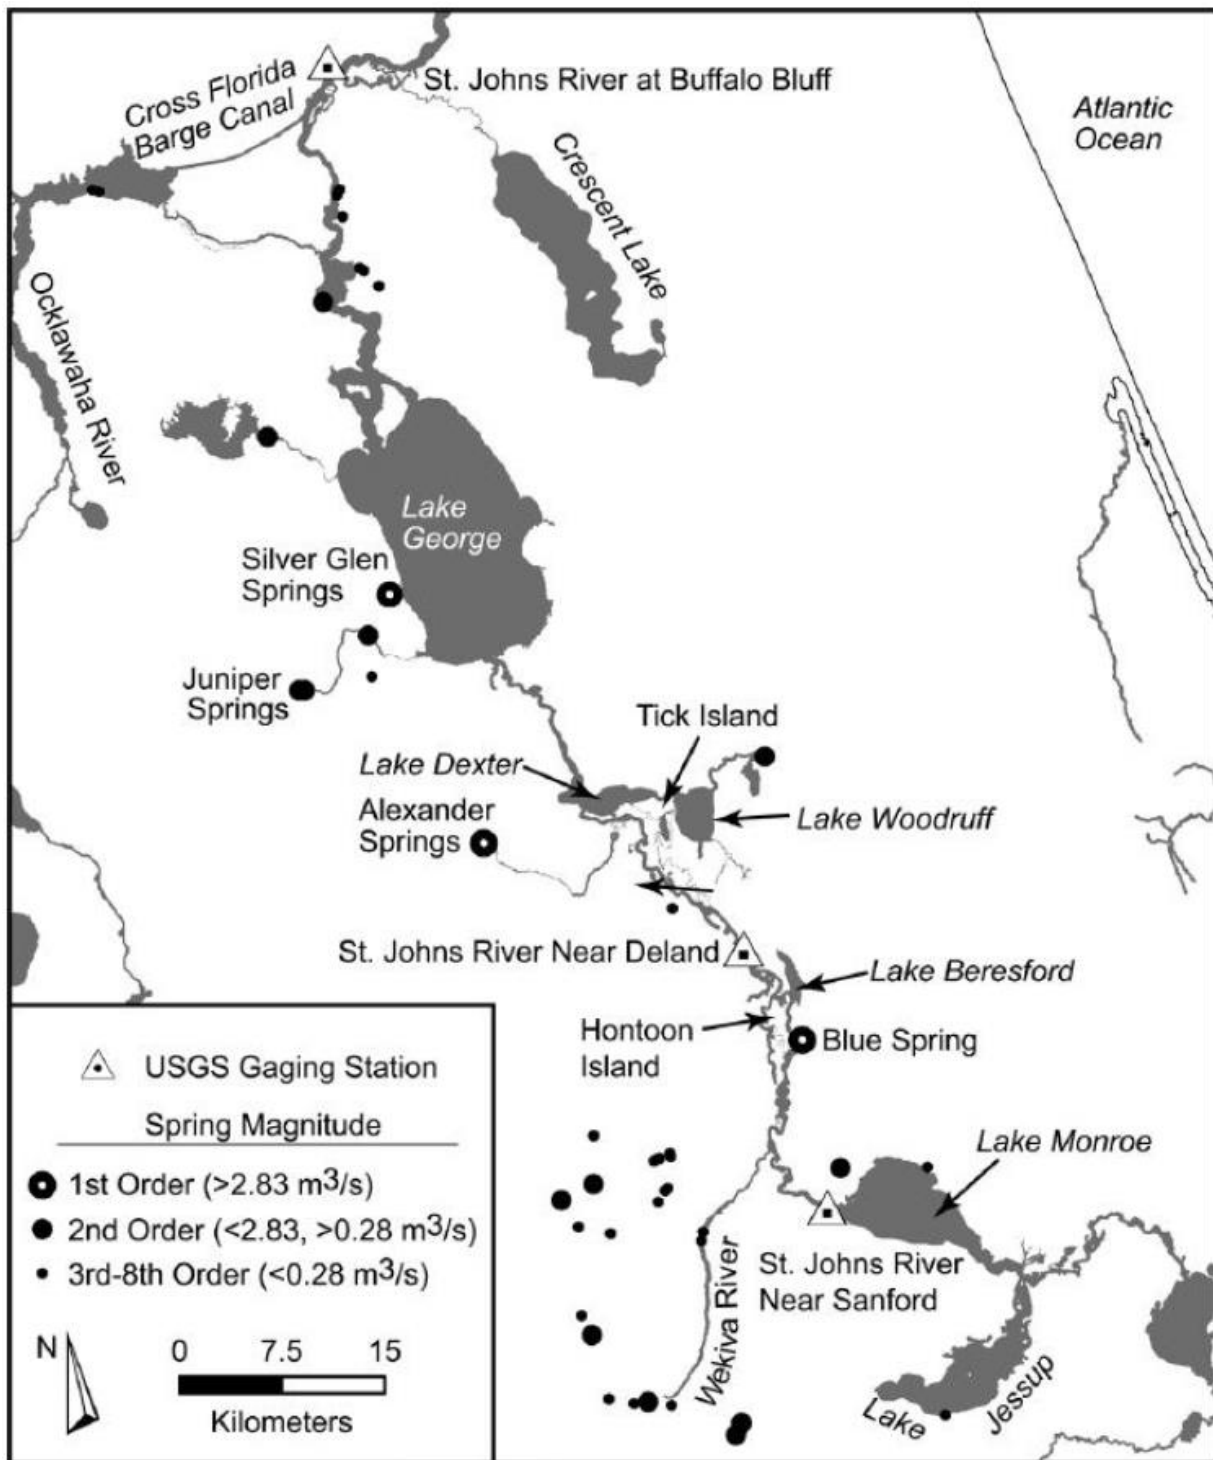 Cross Florida
Barge Canal
St. Johns River at Buffalo Bluff
Atlantic
Ocean
Crescent Lake
Ocklawaha River
Lake
George
Silver Glen
Springs
Juniper
Springs
Tick Island
Lake Dexter
Alexander
Springs
Lake Woodruff
St. Johns River Near Deland
Lake Beresford
Hontoon
Island
Blue Spring
Lake Monroe
St. Johns River
Near Sanford
Wekiva River
Lake Jessup
USGS Gaging Station
Spring Magnitude
1st Order (>2.83 m3/s)
2nd Order (<2.83, >0.28 m3/s)
3rd-8th Order (<0.28 m3/s)
N
0 7.5 15
Kilometers